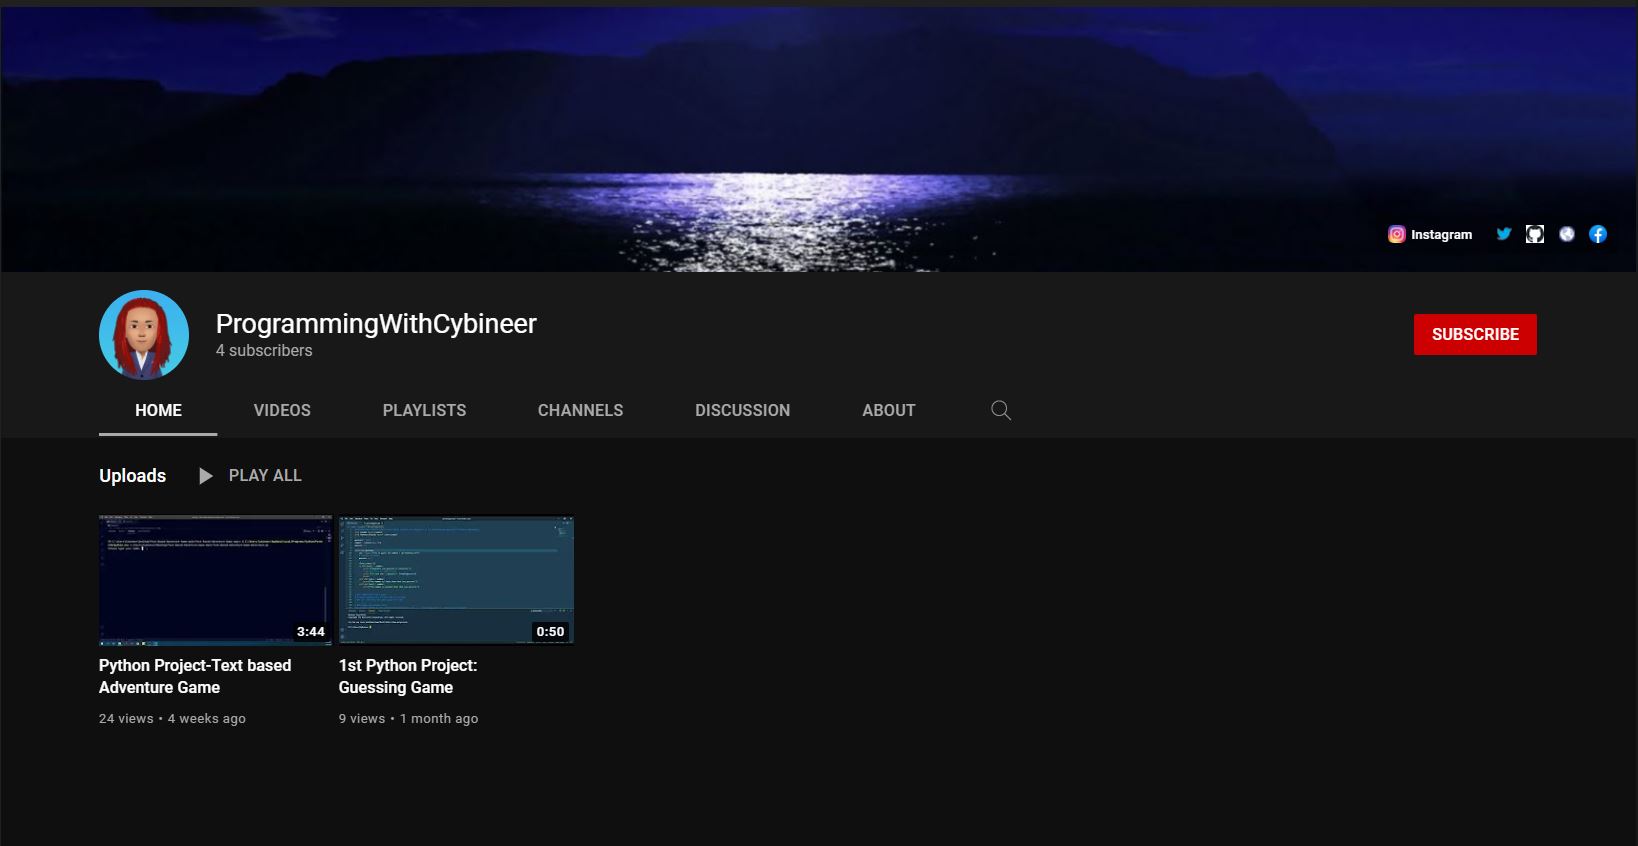 Instagram
ProgrammingWithCybineer
4 subscribers
SUBSCRIBE
HOME VIDEOS PLAYLISTS CHANNELS DISCUSSION ABOUT
Uploads PLAY ALL
3:44 0:50
Python Project-Text based
Adventure Game
24 views • 4 weeks ago
1st Python Project:
Guessing Game
9 views • 1 month ago